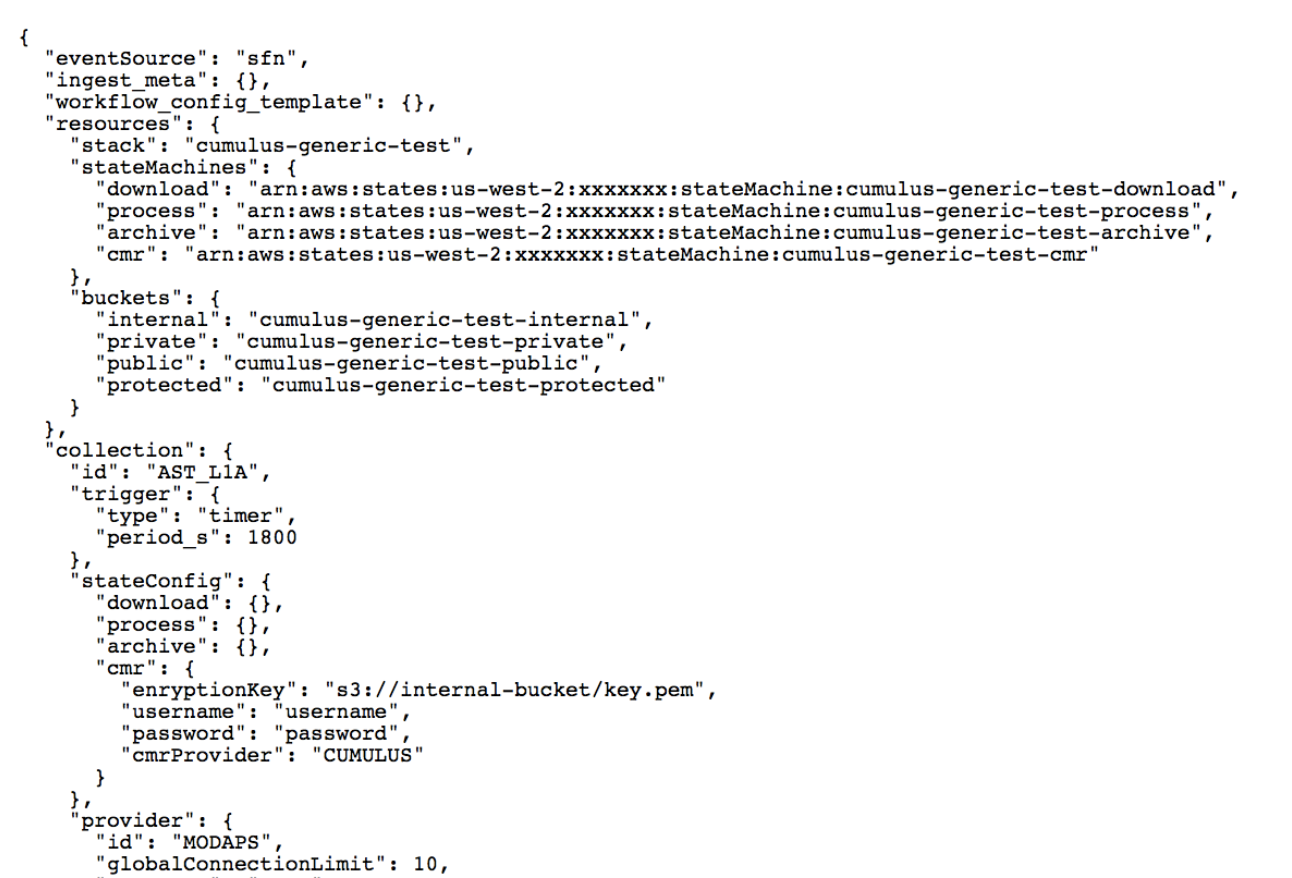 {
  "eventSource": "sfn",
  "ingest_meta": {},
  "workflow_config_template": {},
  "resources": {
    "stack": "cumulus-generic-test",
    "stateMachines": {
      "download": "arn:aws:states:us-west-2:xxxxxxx:stateMachine:cumulus-generic-test-download",
      "process": "arn:aws:states:us-west-2:xxxxxxx:stateMachine:cumulus-generic-test-process",
      "archive": "arn:aws:states:us-west-2:xxxxxxx:stateMachine:cumulus-generic-test-archive",
      "cmr": "arn:aws:states:us-west-2:xxxxxxx:stateMachine:cumulus-generic-test-cmr"
    },
    "buckets": {
      "internal": "cumulus-generic-test-internal",
      "private": "cumulus-generic-test-private",
      "public": "cumulus-generic-test-public",
      "protected": "cumulus-generic-test-protected"
    }
  },
  "collection": {
    "id": "AST_L1A",
    "trigger": {
      "type": "timer",
      "period_s": 1800
    },
    "stateConfig": {
      "download": {},
      "process": {},
      "archive": {},
      "cmr": {
        "enryptionKey": "s3://internal-bucket/key.pem",
        "username": "username",
        "password": "password",
        "cmrProvider": "CUMULUS"
      }
    },
    "provider": {
      "id": "MODAPS",
      "globalConnectionLimit": 10,